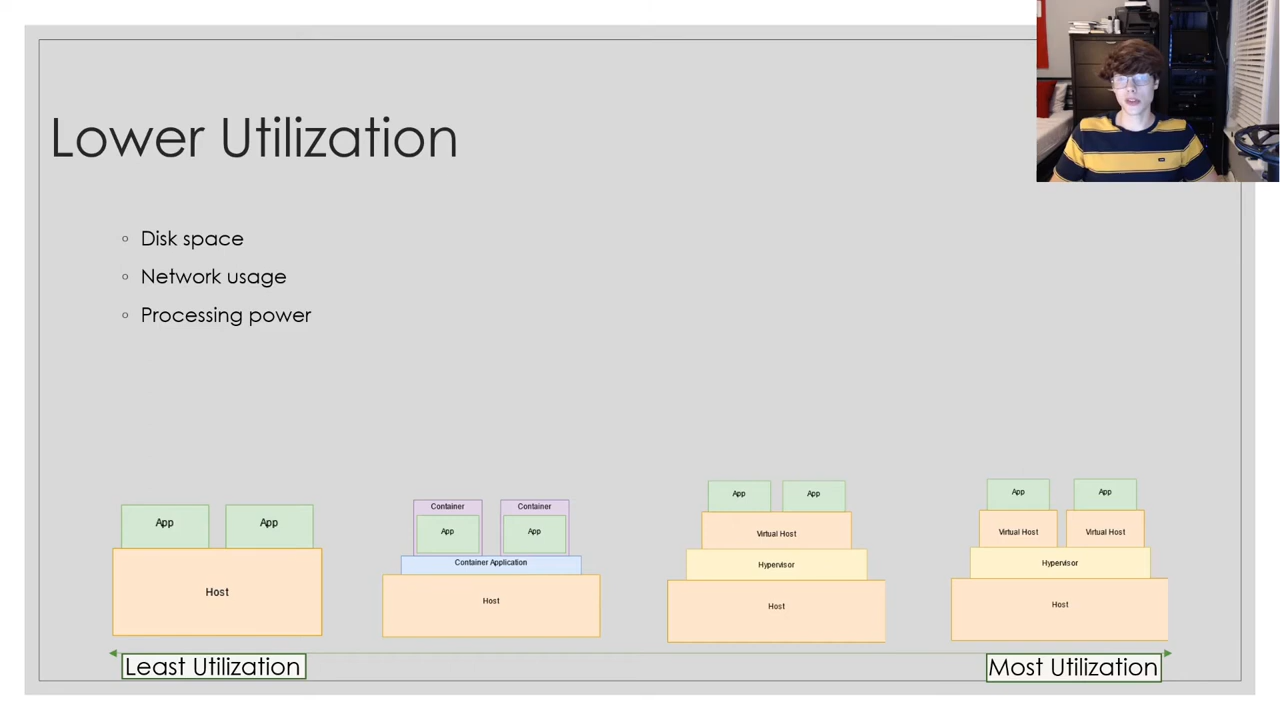 Lower Utilization
Disk space
Network usage
Processing power
App App
Host
Container Container
App App
Container Application
Host
App App
Virtual Host
Hypervisor
Host
App App
Virtual Host Virtual Host
Hypervisor
Host
Least Utilization
Most Utilization